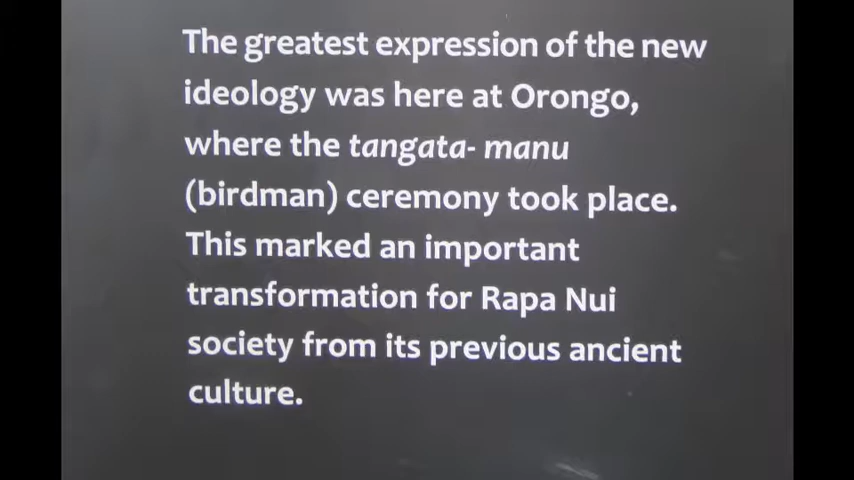 The greatest expression of the new
ideology was here at Orongo,
where the tangata- manu
(birdman) ceremony took place.
This marked an important
transformation for Rapa Nui
society from its previous ancient
culture.